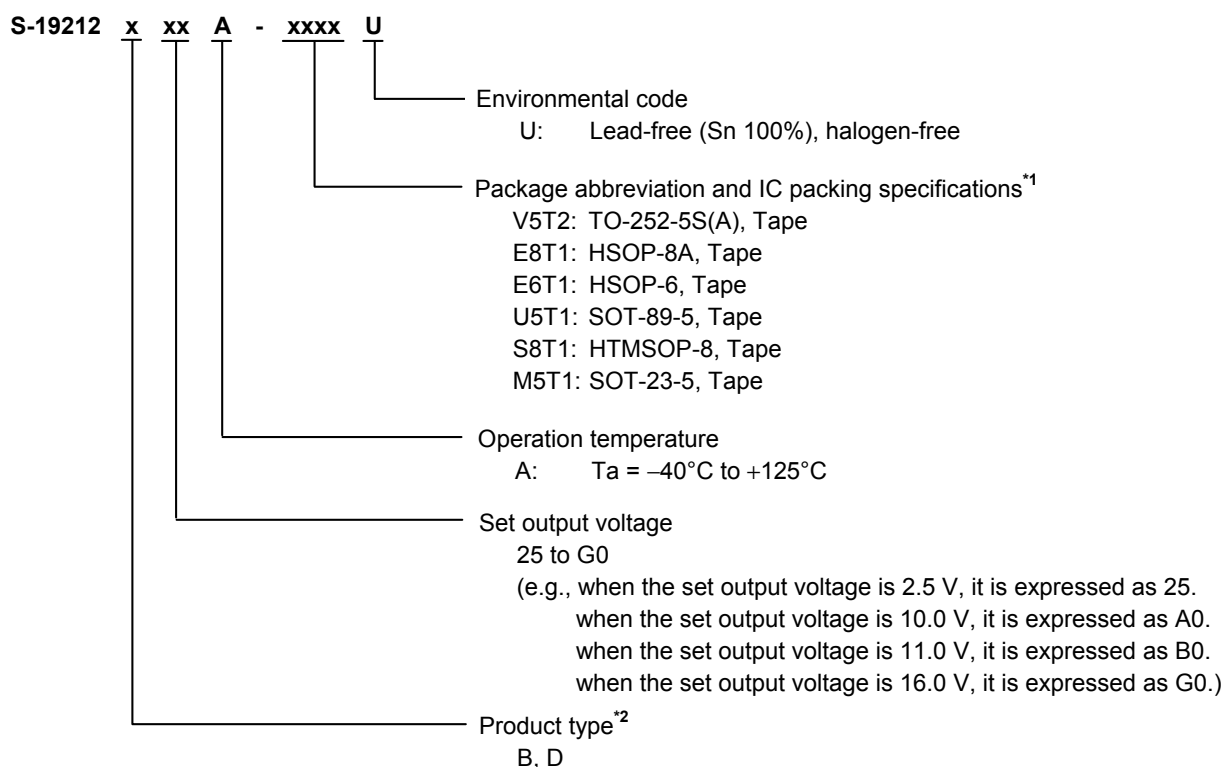 S-19212 x xx A - xxxx U
Environmental code
U: Lead-free (Sn 100%), halogen-free
Package abbreviation and IC packing specifications*1
V5T2: TO-252-5S(A), Tape
E8T1: HSOP-8A, Tape
E6T1: HSOP-6, Tape
U5T1: SOT-89-5, Tape
S8T1: HTMSOP-8, Tape
M5T1: SOT-23-5, Tape
Operation temperature
A: Ta = −40°C to +125°C
Set output voltage
25 to G0
(e.g., when the set output voltage is 2.5 V, it is expressed as 25.
when the set output voltage is 10.0 V, it is expressed as A0.
when the set output voltage is 11.0 V, it is expressed as B0.
when the set output voltage is 16.0 V, it is expressed as G0.)
Product type*2
B, D